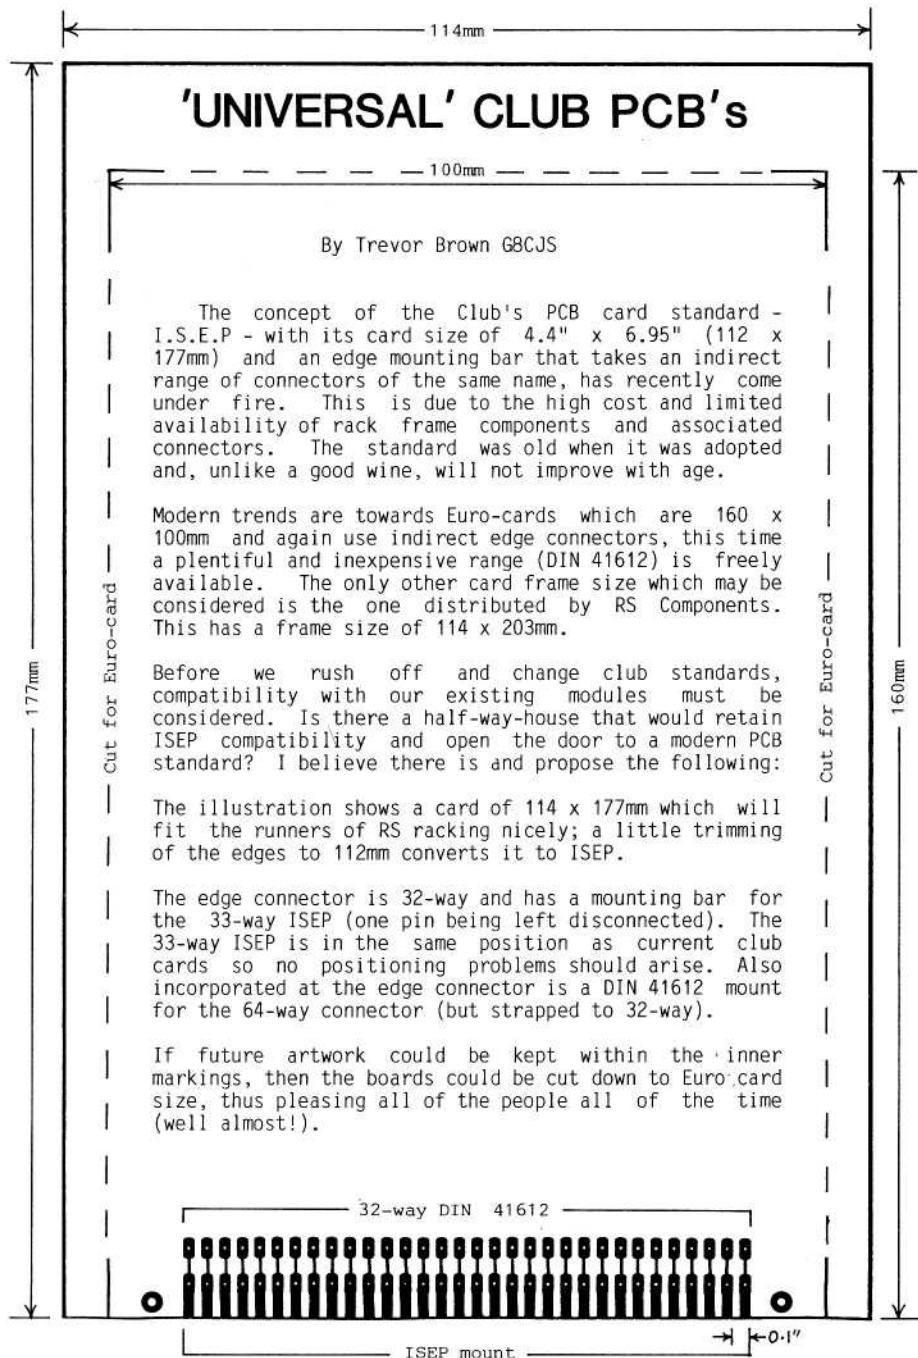 114mm
'UNIVERSAL' CLUB PCB's
100mm
By Trevor Brown G8CJS
The concept of the Club's PCB card standard -
I.S.E.P - with its card size of 4.4" x 6.95" (112 x
177mm) and an edge mounting bar that takes an indirect
range of connectors of the same name, has recently come
under fire. This is due to the high cost and limited
availability of rack frame components and associated
connectors. The standard was old when it was adopted
and, unlike a good wine, will not improve with age.
Modern trends are towards Euro-cards which are 160 x
100mm and again use indirect edge connectors, this time
a plentiful and inexpensive range (DIN 41612) is freely
available. The only other card frame size which may be
considered is the one distributed by RS Components.
This has a frame size of 114 x 203mm.
Before we rush off and change club standards,
compatibility with our existing modules must be
considered. Is there a half-way-house that would retain
ISEP compatibility and open the door to a modern PCB
standard? I believe there is and propose the following:
The illustration shows a card of 114 x 177mm which will
fit the runners of RS racking nicely; a little trimming
of the edges to 112mm converts it to ISEP.
The edge connector is 32-way and has a mounting bar for
the 33-way ISEP (one pin being left disconnected). The
33-way ISEP is in the same position as current club
cards so no positioning problems should arise. Also
incorporated at the edge connector is a DIN 41612 mount
for the 64-way connector (but strapped to 32-way).
If future artwork could be kept within the inner
markings, then the boards could be cut down to Euro card
size, thus pleasing all of the people all of the time
(well almost!).
177mm
Cut for Euro-card
Cut for Euro-card
160mm
32-way DIN 41612
0.1"
ISEP mount